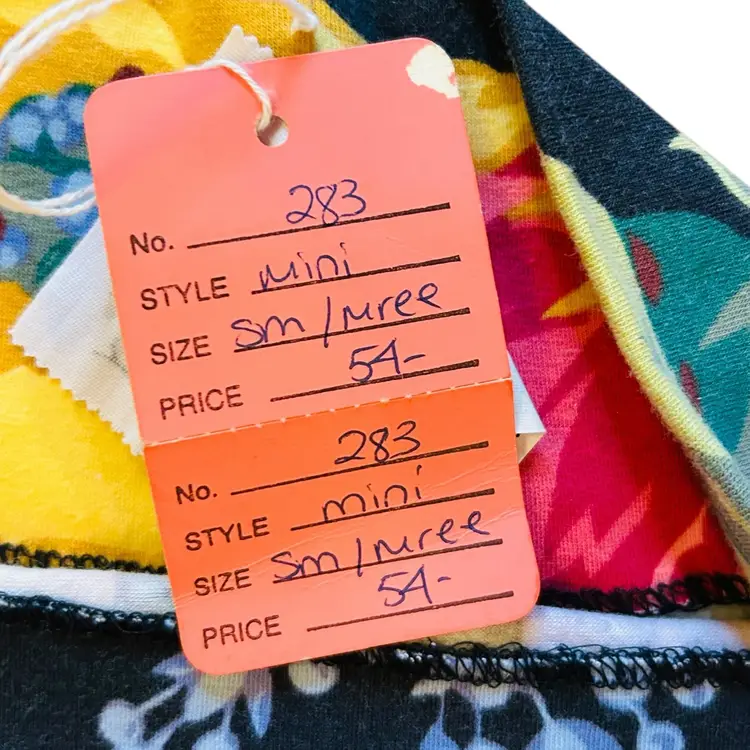 No. 283
STYLE mini
SIZE Sm/Mree
PRICE 54-
No. 283
STYLE mini
SIZE Sm/Mree
PRICE 54-